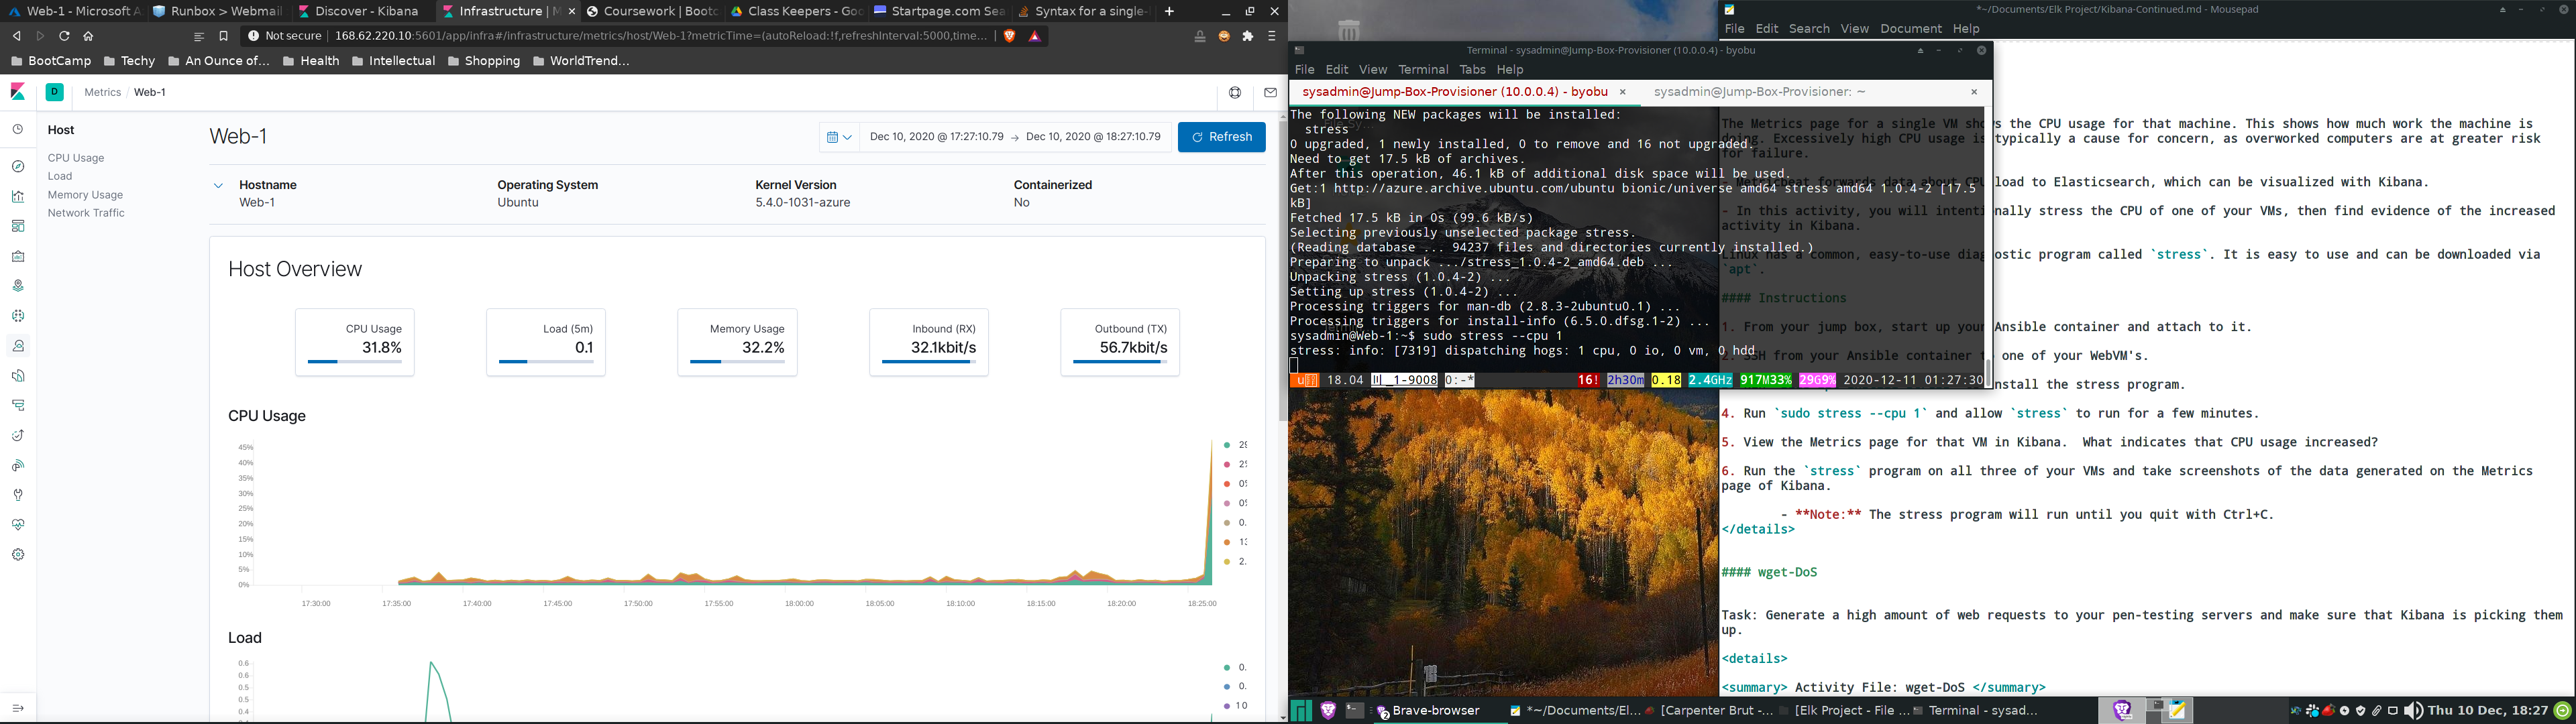 Web-1 - Microsoft A
Runbox > Webmail
Discover - Kibana
Infrastructure | M
Coursework | Bootc
Class Keepers - Goo
Startpage.com Sea
Syntax for a single-
Not secure | 168.62.220.10:5601/app/infra#/infrastructure/metrics/host/Web-1?metricTime=(autoReload:!f,refreshInterval:5000,time…
BootCamp
Techy
An Ounce of…
Health
Intellectual
Shopping
WorldTrend…
D
Metrics / Web-1
Host
CPU Usage
Load
Memory Usage
Network Traffic
Web-1
Dec 10, 2020 @ 17:27:10.79 → Dec 10, 2020 @ 18:27:10.79
Refresh
Hostname
Web-1
Operating System
Ubuntu
Kernel Version
5.4.0-1031-azure
Containerized
No
Host Overview
CPU Usage
31.8%
Load (5m)
0.1
Memory Usage
32.2%
Inbound (RX)
32.1kbit/s
Outbound (TX)
56.7kbit/s
CPU Usage
45%
40%
35%
30%
25%
20%
15%
10%
5%
0%
17:30:00
17:35:00
17:40:00
17:45:00
17:50:00
17:55:00
18:00:00
18:05:00
18:10:00
18:15:00
18:20:00
18:25:00
Load
0.6
0.6
0.5
0.5
0.4
Terminal - sysadmin@Jump-Box-Provisioner (10.0.0.4) - byobu
File Edit View Terminal Tabs Help
sysadmin@Jump-Box-Provisioner (10.0.0.4) - byobu
sysadmin@Jump-Box-Provisioner: ~
The following NEW packages will be installed:
stress
0 upgraded, 1 newly installed, 0 to remove and 16 not upgraded.
Need to get 17.5 kB of archives.
After this operation, 46.1 kB of additional disk space will be used.
Get:1 http://azure.archive.ubuntu.com/ubuntu bionic/universe amd64 stress amd64 1.0.4-2 [17.5
kB]
Fetched 17.5 kB in 0s (99.6 kB/s)
Selecting previously unselected package stress.
(Reading database ... 94237 files and directories currently installed.)
Preparing to unpack .../stress_1.0.4-2_amd64.deb ...
Unpacking stress (1.0.4-2) ...
Setting up stress (1.0.4-2) ...
Processing triggers for man-db (2.8.3-2ubuntu0.1) ...
Processing triggers for install-info (6.5.0.dfsg.1-2) ...
sysadmin@Web-1:~$ sudo stress --cpu 1
stress: info: [7319] dispatching hogs: 1 cpu, 0 io, 0 vm, 0 hdd
18.04
0:-*
16! 2h30m 0.18 2.4GHz 917M33% 29G9% 2020-12-11 01:27:30
*~/Documents/Elk Project/Kibana-Continued.md - Mousepad
File Edit Search View Document Help
The Metrics page for a single VM shows the CPU usage for that machine. This shows how much work the machine is
doing. Excessively high CPU usage is typically a cause for concern, as overworked computers are at greater risk
for failure.
- Metricbeat forwards data about CPU load to Elasticsearch, which can be visualized with Kibana.
- In this activity, you will intentionally stress the CPU of one of your VMs, then find evidence of the increased
activity in Kibana.
Linux has a common, easy-to-use diagnostic program called `stress`. It is easy to use and can be downloaded via
`apt`.
#### Instructions
1. From your jump box, start up your Ansible container and attach to it.
2. SSH from your Ansible container to one of your WebVM's.
nstall the stress program.
4. Run `sudo stress --cpu 1` and allow `stress` to run for a few minutes.
5. View the Metrics page for that VM in Kibana.  What indicates that CPU usage increased?
6. Run the `stress` program on all three of your VMs and take screenshots of the data generated on the Metrics
page of Kibana.
- **Note:** The stress program will run until you quit with Ctrl+C.
</details>
#### wget-DoS
Task: Generate a high amount of web requests to your pen-testing servers and make sure that Kibana is picking them
up.
<details>
<summary> Activity File: wget-DoS </summary>
Brave-browser
*~/Documents/El…
[Carpenter Brut -…
[Elk Project - File …
Terminal - sysad…
Thu 10 Dec, 18:27